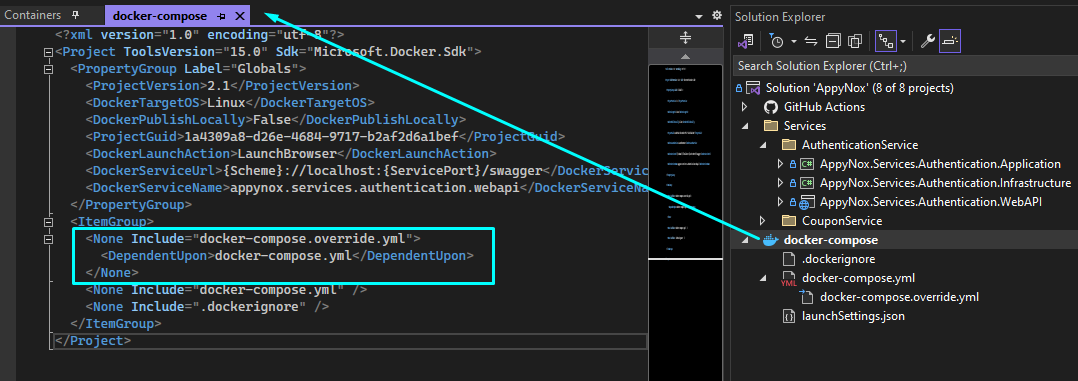 Containers
docker-compose
<?xml version="1.0" encoding="utf-8"?>
<Project ToolsVersion="15.0" Sdk="Microsoft.Docker.Sdk">
<PropertyGroup Label="Globals">
<ProjectVersion>2.1</ProjectVersion>
<DockerTargetOS>Linux</DockerTargetOS>
<DockerPublishLocally>False</DockerPublishLocally>
<ProjectGuid>1a4309a8-d26e-4684-9717-b2af2d6a1bef</ProjectGuid>
<DockerLaunchAction>LaunchBrowser</DockerLaunchAction>
<DockerServiceUrl>{Scheme}://localhost:{ServicePort}/swagger</DockerServic
<DockerServiceName>appynox.services.authentication.webapi</DockerServiceNa
</PropertyGroup>
<ItemGroup>
<None Include="docker-compose.override.yml">
<DependentUpon>docker-compose.yml</DependentUpon>
</None>
<None Include="docker-compose.yml" />
<None Include=".dockerignore" />
</ItemGroup>
</Project>
Solution Explorer
Search Solution Explorer (Ctrl+;)
Solution 'AppyNox' (8 of 8 projects)
GitHub Actions
Services
AuthenticationService
C# AppyNox.Services.Authentication.Application
C# AppyNox.Services.Authentication.Infrastructure
AppyNox.Services.Authentication.WebAPI
CouponService
docker-compose
.dockerignore
YML docker-compose.yml
docker-compose.override.yml
launchSettings.json